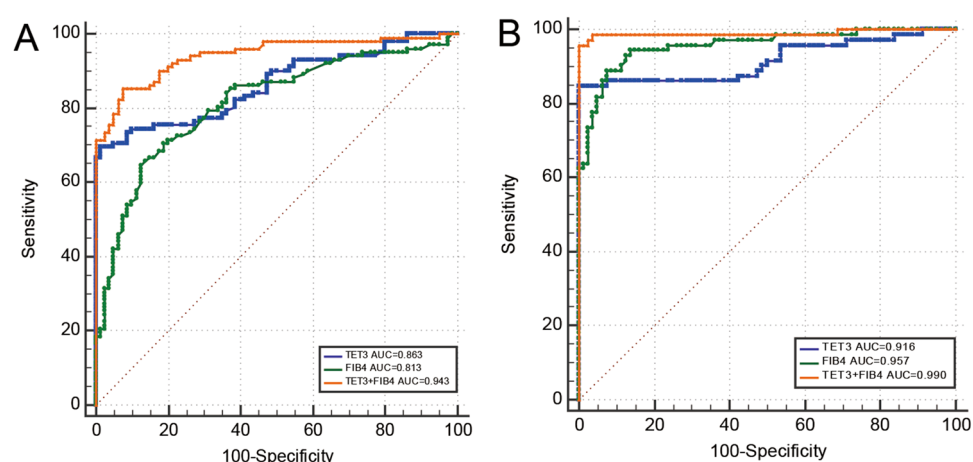 A
100
80
60
40
20
0
Sensitivity
0 20 40 60 80 100
100-Specificity
TET3 AUC=0.863
FIB4 AUC=0.813
TET3+FIB4 AUC=0.943
B
100
80
60
40
20
0
Sensitivity
0 20 40 60 80 100
100-Specificity
TET3 AUC=0.916
FIB4 AUC=0.957
TET3+FIB4 AUC=0.990